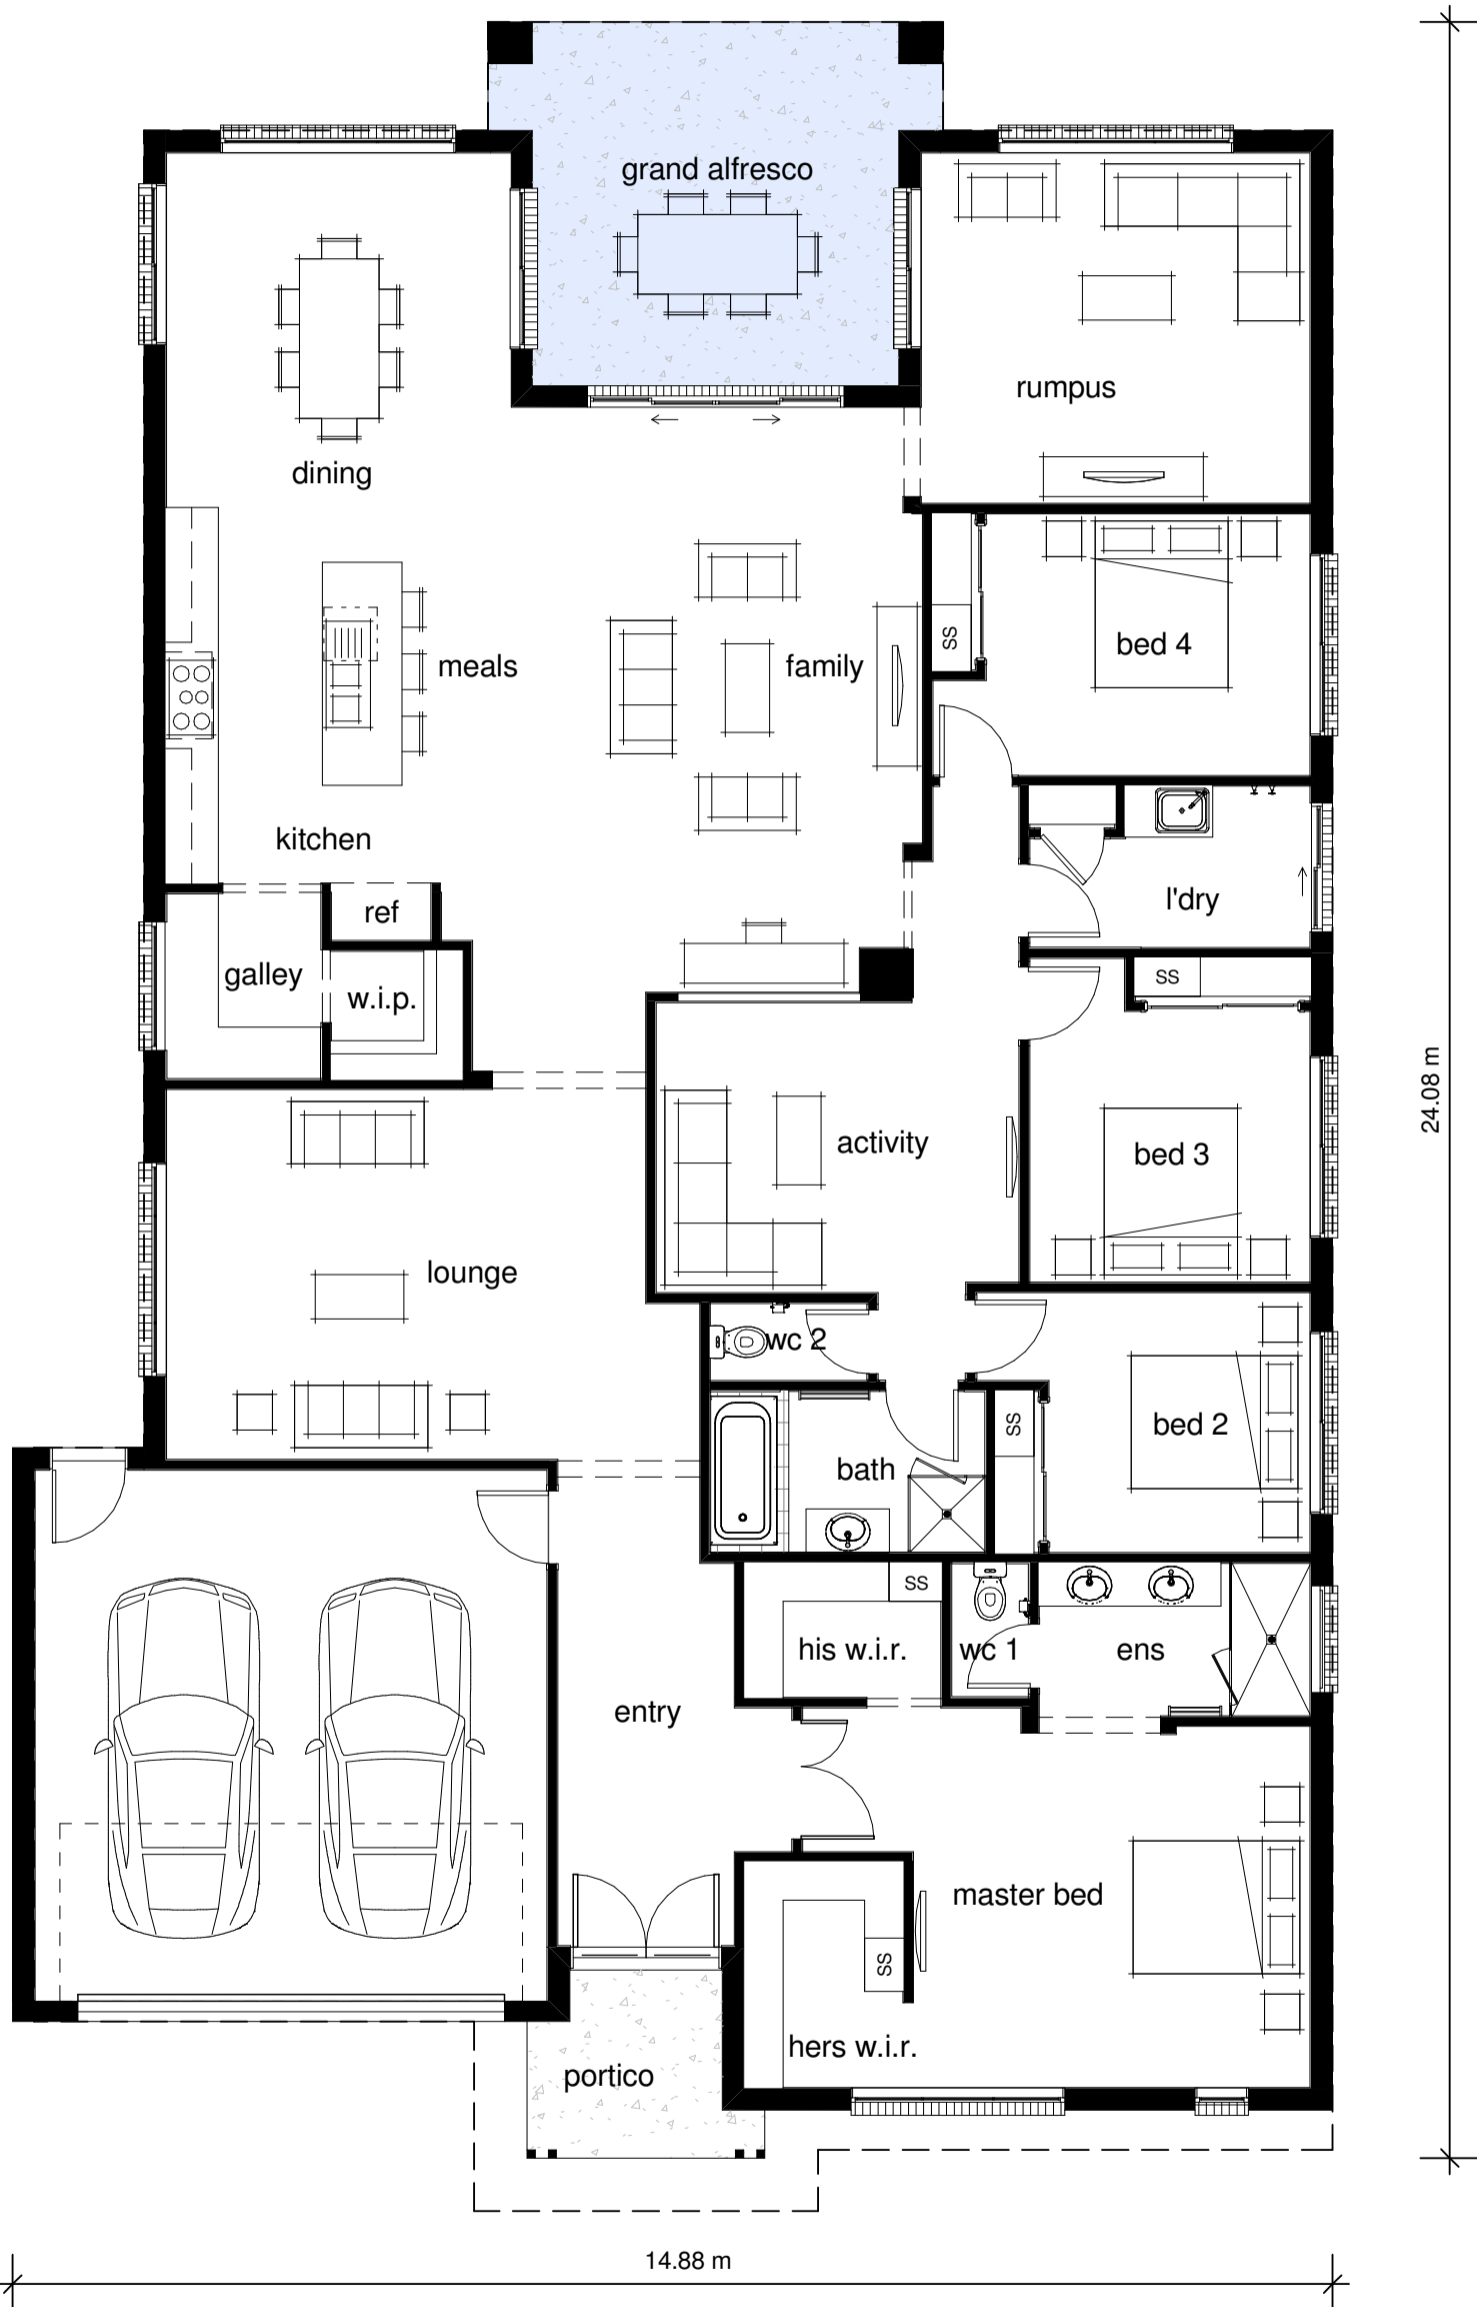 grand alfresco
rumpus
dining
SS
bed 4
meals
family
kitchen
l'dry
ref
galley
w.i.p.
SS
24.08 m
activity
bed 3
lounge
wc 2
SS
bed 2
bath
SS
his w.i.r.
wc 1
ens
entry
master bed
SS
hers w.i.r.
portico
14.88 m